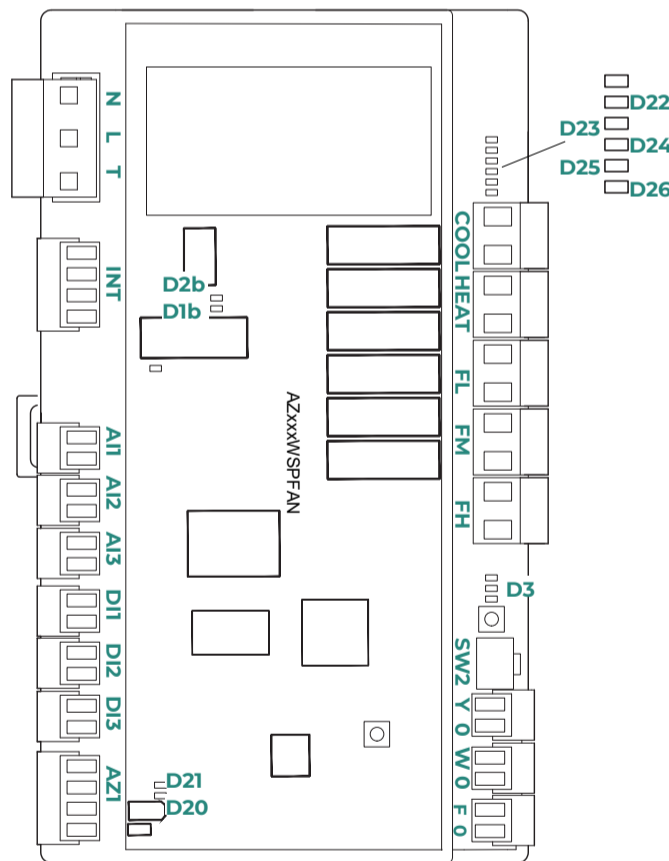 N
L
T
INT
AI1
AI2
AI3
DI1
DI2
DI3
AZ1
D2b
D1b
AZxxxWSPFAN
D21
D20
D22
D23
D24
D25
D26
COOL
HEAT
FL
FM
FH
D3
SW2
Y 0
W 0
F 0